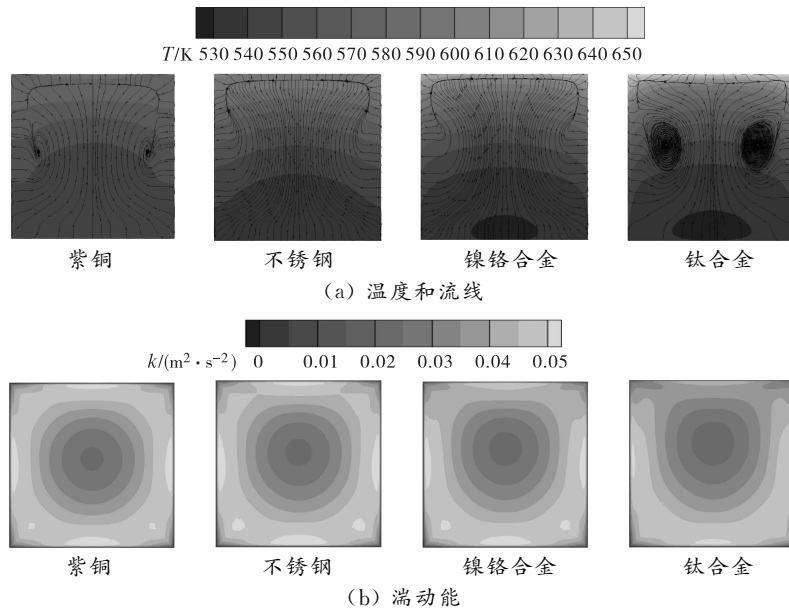 T/K 530 540 550 560 570 580 590 600 610 620 630 640 650
紫铜 不锈钢 镍铬合金 钛合金
(a) 温度和流线
k/(m²·s⁻²) 0 0.01 0.02 0.03 0.04 0.05
紫铜 不锈钢 镍铬合金 钛合金
(b) 湍动能